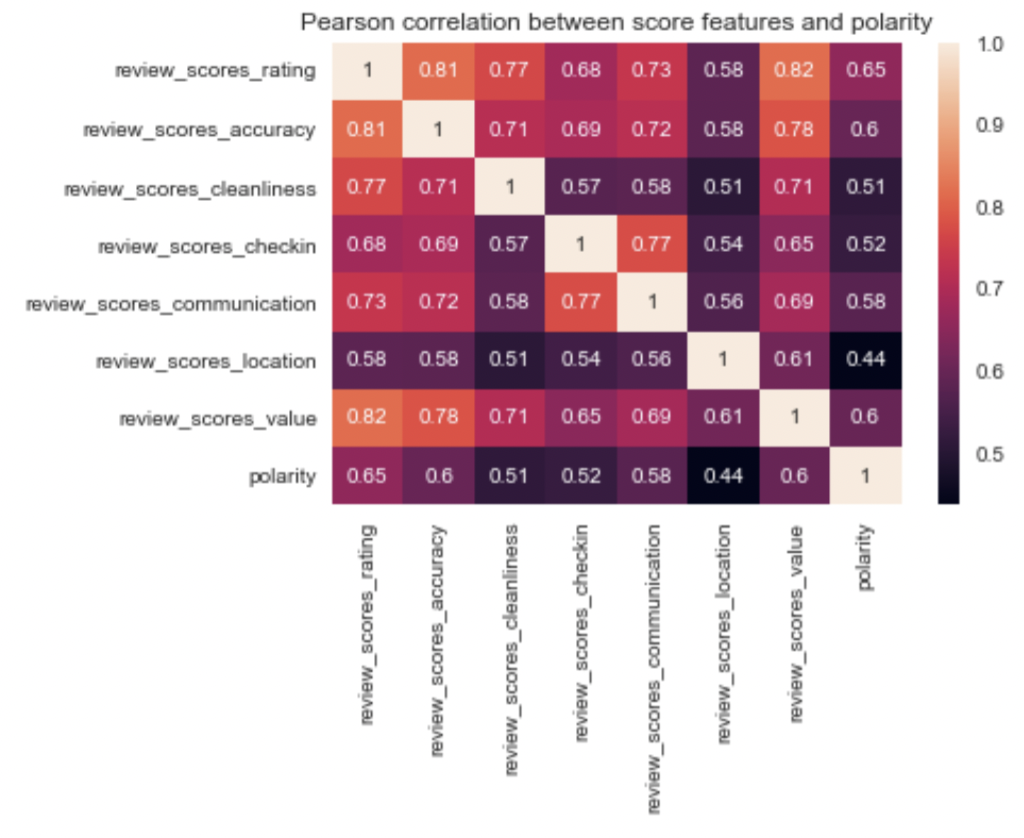 Pearson correlation between score features and polarity
review_scores_rating 1 0.81 0.77 0.68 0.73 0.58 0.82 0.65
review_scores_accuracy 0.81 1 0.71 0.69 0.72 0.58 0.78 0.6
review_scores_cleanliness 0.77 0.71 1 0.57 0.58 0.51 0.71 0.51
review_scores_checkin 0.68 0.69 0.57 1 0.77 0.54 0.65 0.52
review_scores_communication 0.73 0.72 0.58 0.77 1 0.56 0.69 0.58
review_scores_location 0.58 0.58 0.51 0.54 0.56 1 0.61 0.44
review_scores_value 0.82 0.78 0.71 0.65 0.69 0.61 1 0.6
polarity 0.65 0.6 0.51 0.52 0.58 0.44 0.6 1
review_scores_rating
review_scores_accuracy
review_scores_cleanliness
review_scores_checkin
review_scores_communication
review_scores_location
review_scores_value
polarity
1.0
0.9
0.8
0.7
0.6
0.5